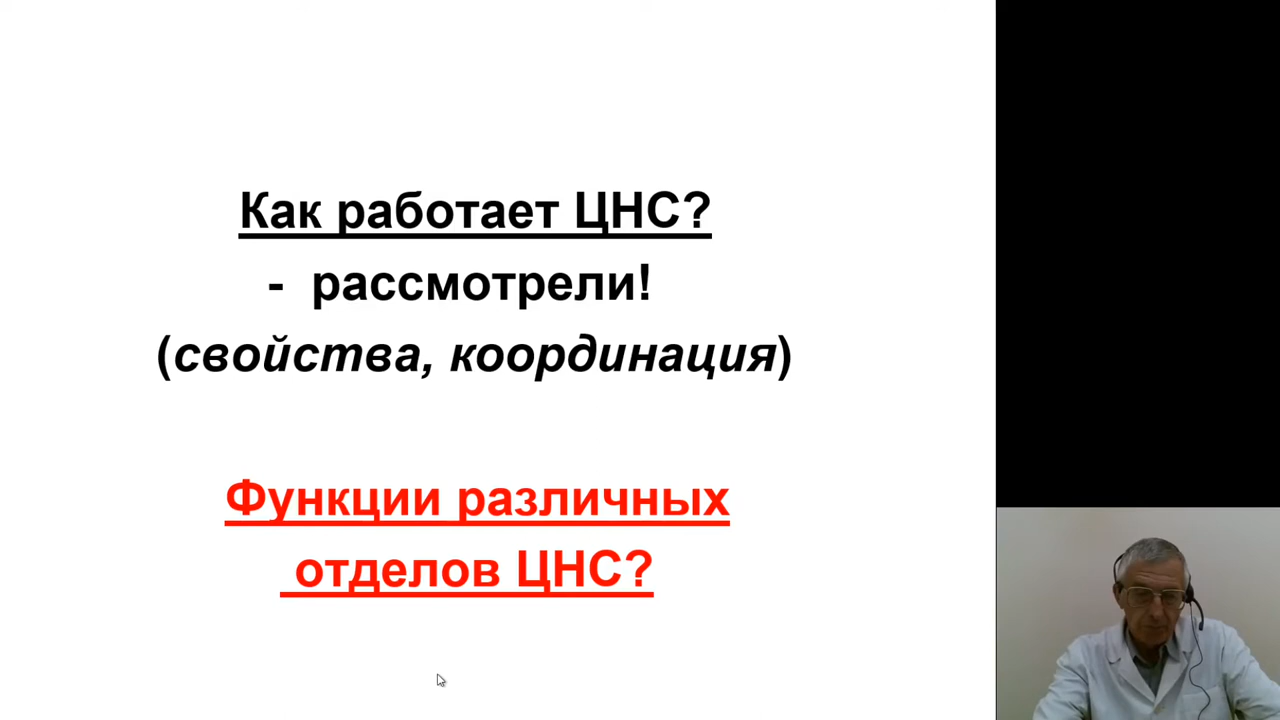 Как работает ЦНС?
- рассмотрели!
(свойства, координация)
Функции различных
отделов ЦНС?